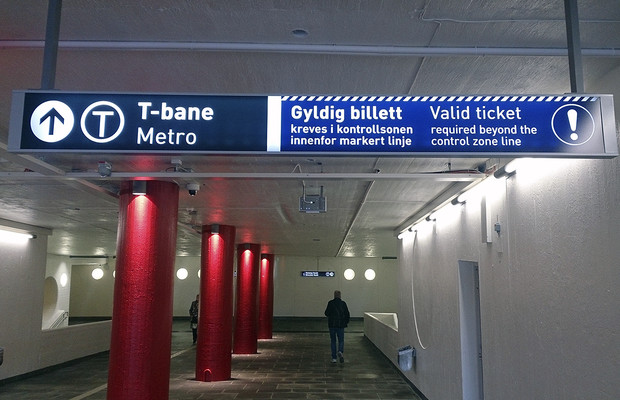 T
T-bane
Metro
Gyldig billett
kreves i kontrollsonen
innenfor markert linje
Valid ticket
required beyond the
control zone line
!